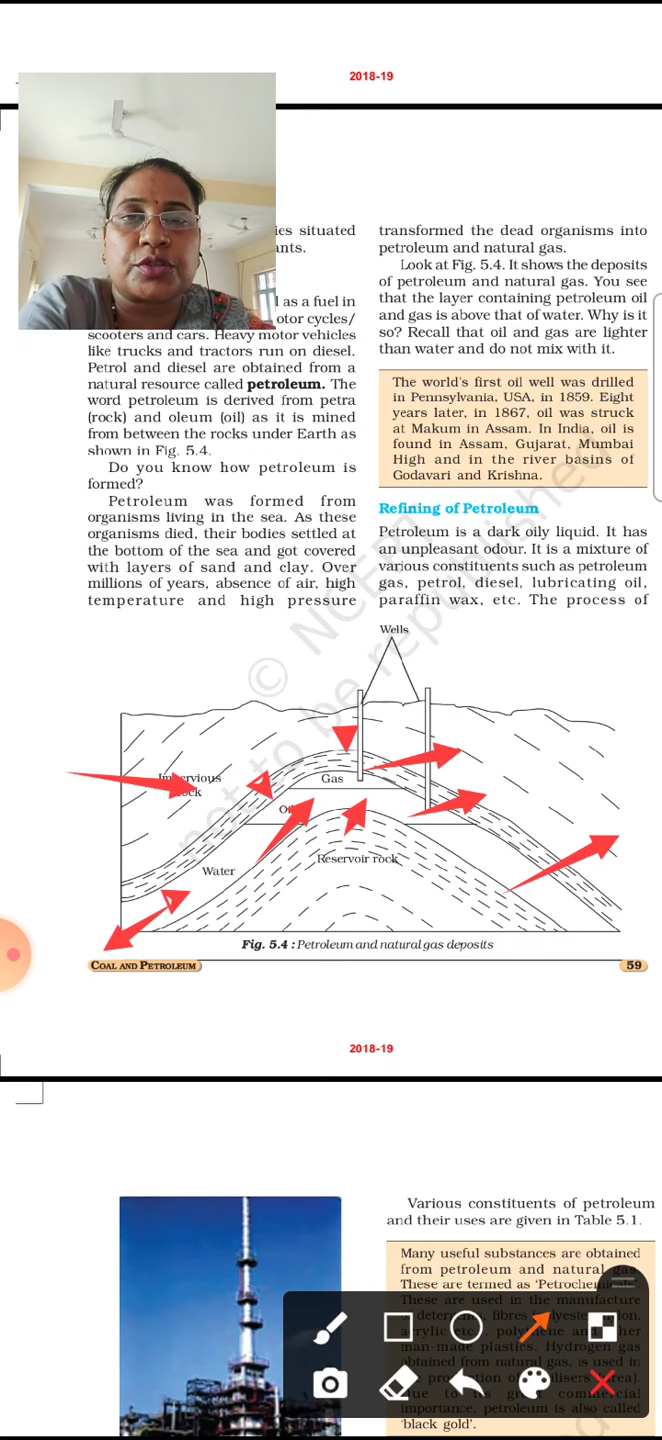 2018-19
ies situated
ants.
l as a fuel in
otor cycles/
scooters and cars. Heavy motor vehicles
like trucks and tractors run on diesel.
Petrol and diesel are obtained from a
natural resource called petroleum. The
word petroleum is derived from petra
(rock) and oleum (oil) as it is mined
from between the rocks under Earth as
shown in Fig. 5.4.
Do you know how petroleum is
formed?
Petroleum was formed from
organisms living in the sea. As these
organisms died, their bodies settled at
the bottom of the sea and got covered
with layers of sand and clay. Over
millions of years, absence of air, high
temperature and high pressure
transformed the dead organisms into
petroleum and natural gas.
Look at Fig. 5.4. It shows the deposits
of petroleum and natural gas. You see
that the layer containing petroleum oil
and gas is above that of water. Why is it
so? Recall that oil and gas are lighter
than water and do not mix with it.
The world's first oil well was drilled
in Pennsylvania, USA, in 1859. Eight
years later, in 1867, oil was struck
at Makum in Assam. In India, oil is
found in Assam, Gujarat, Mumbai
High and in the river basins of
Godavari and Krishna.
Refining of Petroleum
Petroleum is a dark oily liquid. It has
an unpleasant odour. It is a mixture of
various constituents such as petroleum
gas, petrol, diesel, lubricating oil,
paraffin wax, etc. The process of
© NCERT
not to be republished
Wells
Impervious
rock
Gas
Oil
Water
Reservoir rock
Fig. 5.4 : Petroleum and natural gas deposits
COAL AND PETROLEUM
59
2018-19
Various constituents of petroleum
and their uses are given in Table 5.1.
Many useful substances are obtained
from petroleum and natural gas.
These are termed as 'Petrochemicals'.
These are used in the manufacture
man-made plastics. Hydrogen gas
obtained from natural gas, is used in
importance, petroleum is also called
'black gold'.